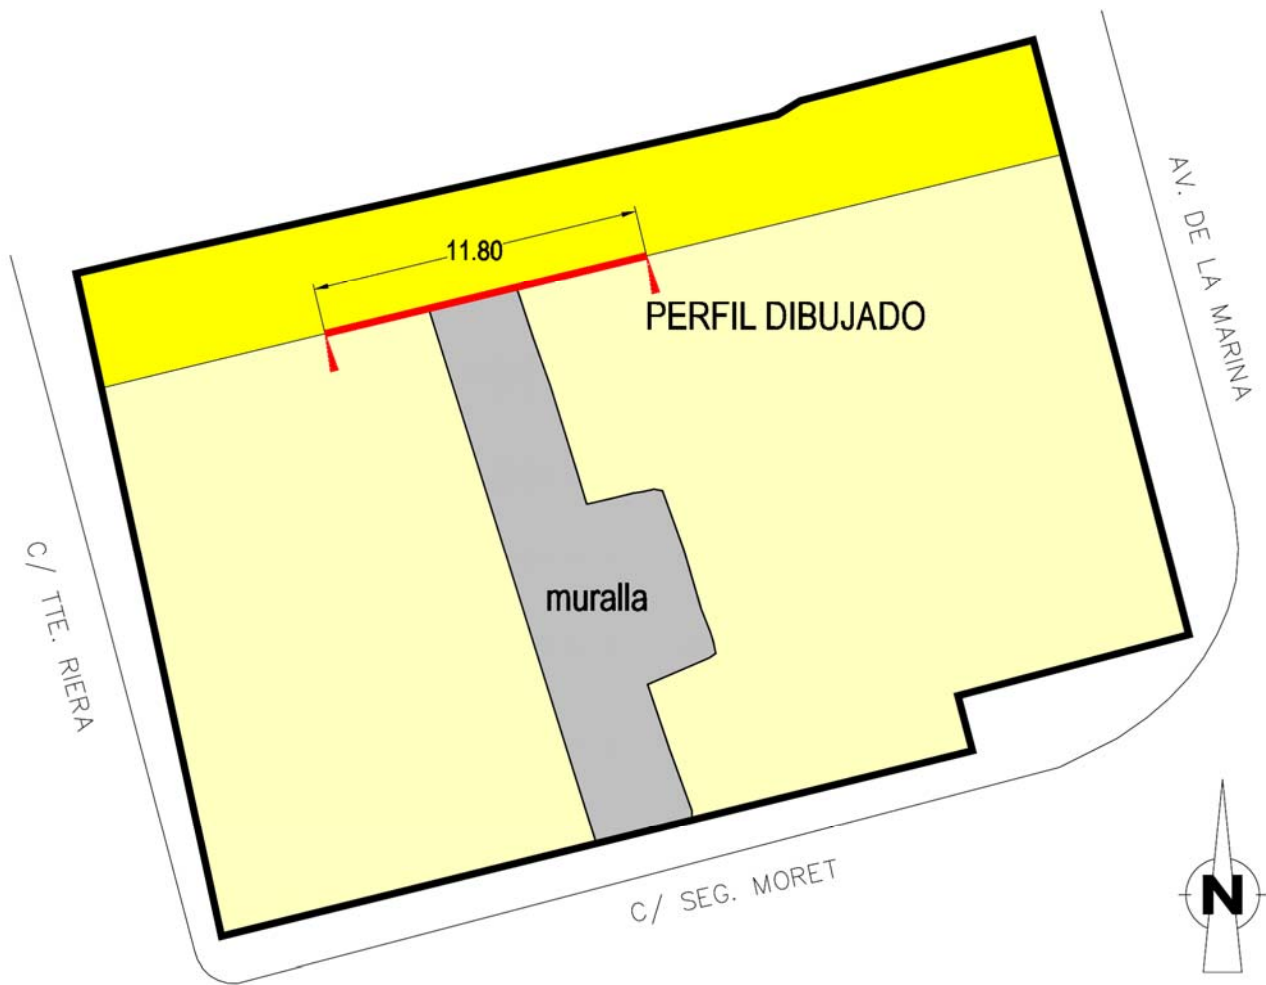 11.80
PERFIL DIBUJADO
AV. DE LA MARINA
C/ TTE. RIERA
muralla
C/ SEG. MORET
N